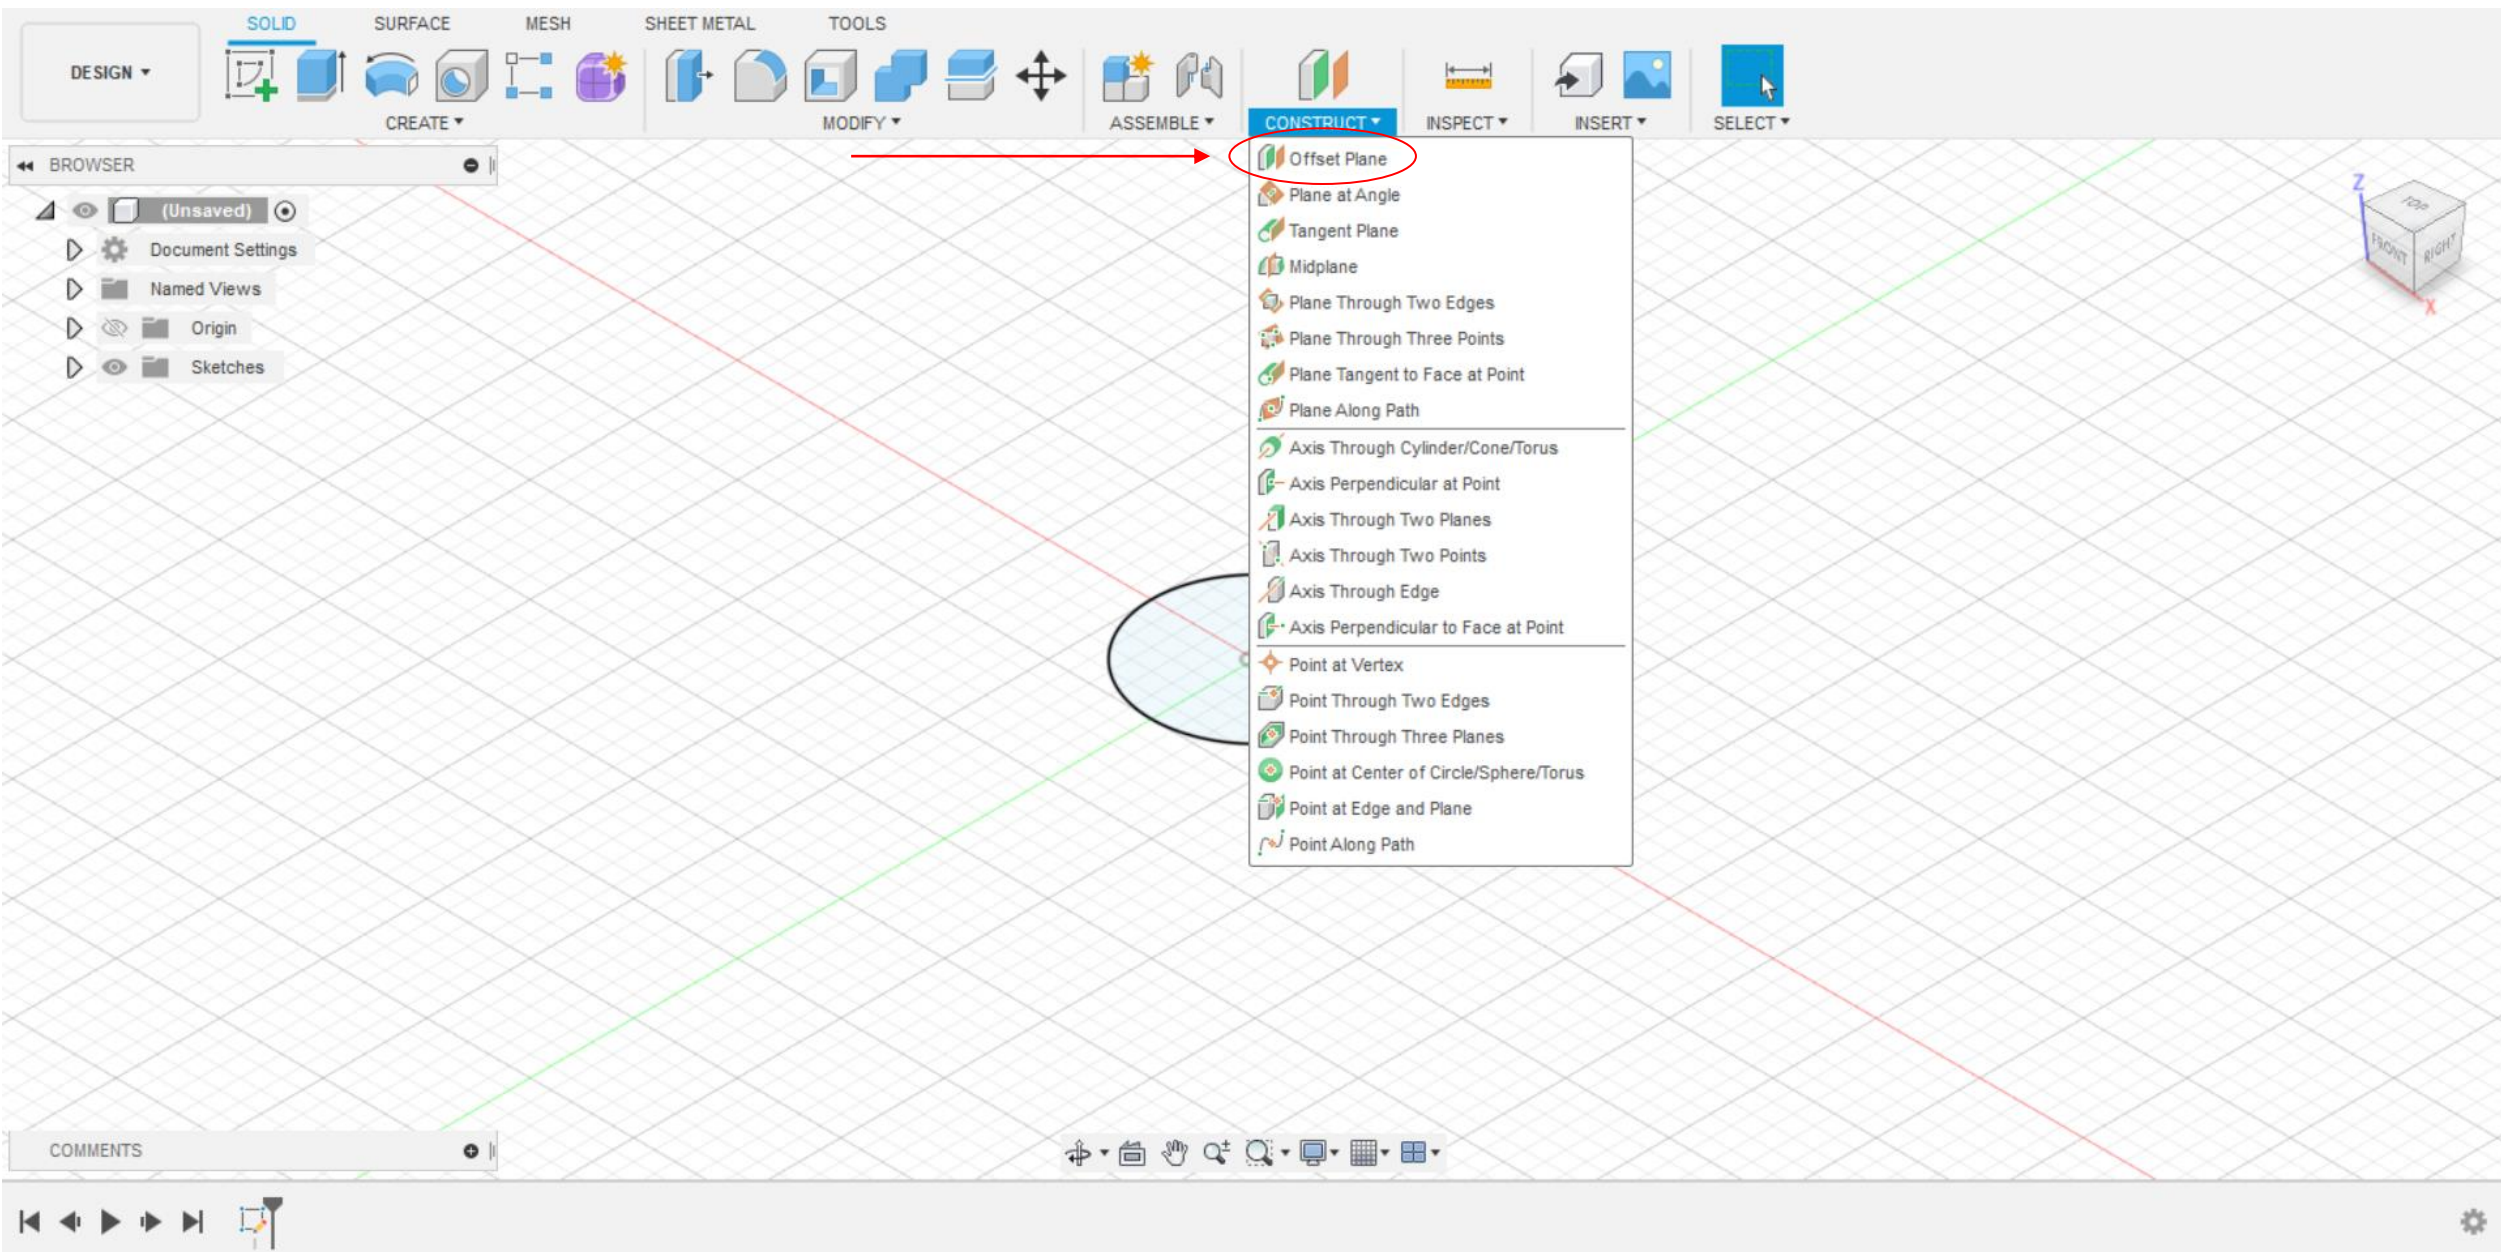 SOLID SURFACE MESH SHEET METAL TOOLS
DESIGN
CREATE MODIFY ASSEMBLE CONSTRUCT INSPECT INSERT SELECT
BROWSER
(Unsaved)
Document Settings
Named Views
Origin
Sketches
Offset Plane
Plane at Angle
Tangent Plane
Midplane
Plane Through Two Edges
Plane Through Three Points
Plane Tangent to Face at Point
Plane Along Path
Axis Through Cylinder/Cone/Torus
Axis Perpendicular at Point
Axis Through Two Planes
Axis Through Two Points
Axis Through Edge
Axis Perpendicular to Face at Point
Point at Vertex
Point Through Two Edges
Point Through Three Planes
Point at Center of Circle/Sphere/Torus
Point at Edge and Plane
Point Along Path
Z
TOP
FRONT RIGHT
X
COMMENTS